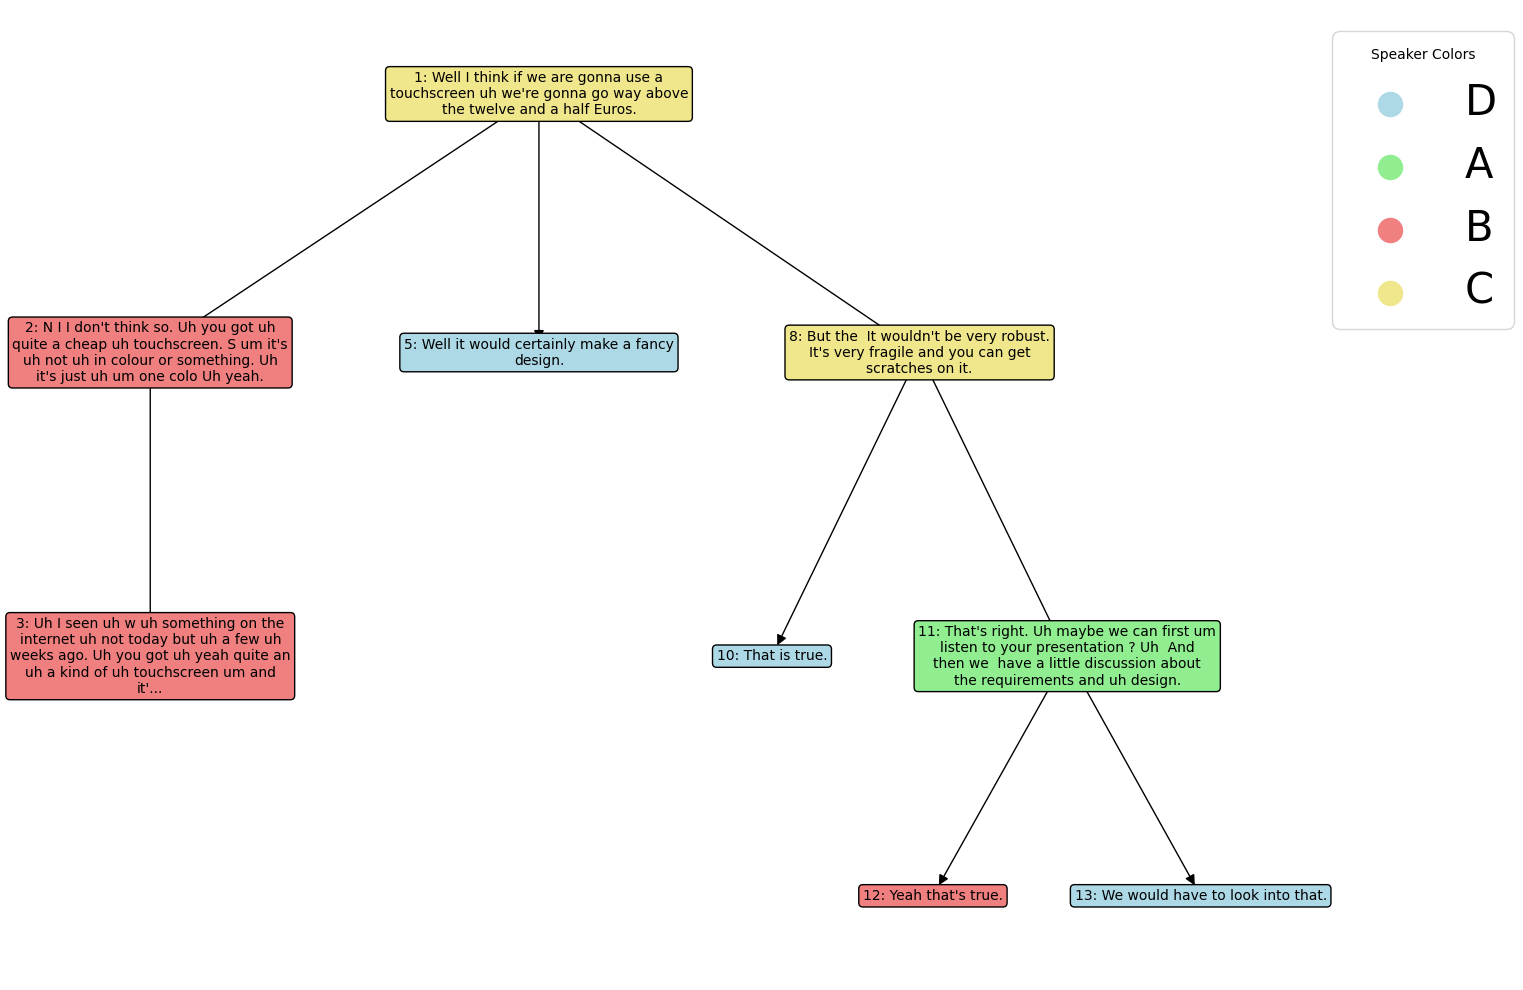 1: Well I think if we are gonna use a
touchscreen uh we're gonna go way above
the twelve and a half Euros.
Speaker Colors
D
A
B
C
2: N I I don't think so. Uh you got uh
quite a cheap uh touchscreen. S um it's
uh not uh in colour or something. Uh
it's just uh um one colo Uh yeah.
5: Well it would certainly make a fancy
design.
8: But the  It wouldn't be very robust.
It's very fragile and you can get
scratches on it.
3: Uh I seen uh w uh something on the
internet uh not today but uh a few uh
weeks ago. Uh you got uh yeah quite an
uh a kind of uh touchscreen um and
it'...
10: That is true.
11: That's right. Uh maybe we can first um
listen to your presentation ? Uh  And
then we  have a little discussion about
the requirements and uh design.
12: Yeah that's true.
13: We would have to look into that.